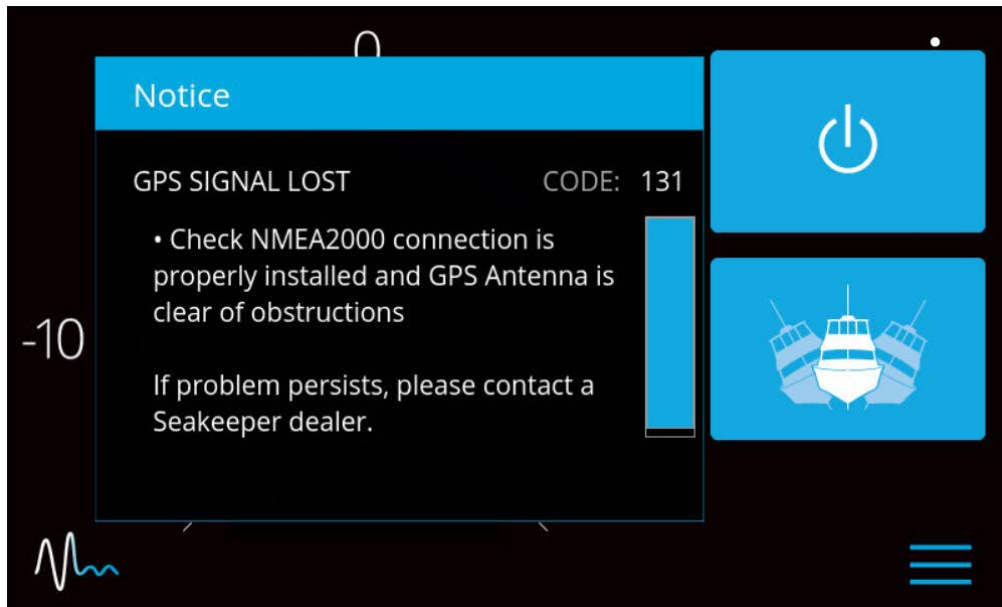 0
Notice
GPS SIGNAL LOST CODE: 131
• Check NMEA2000 connection is
properly installed and GPS Antenna is
clear of obstructions
-10
If problem persists, please contact a
Seakeeper dealer.